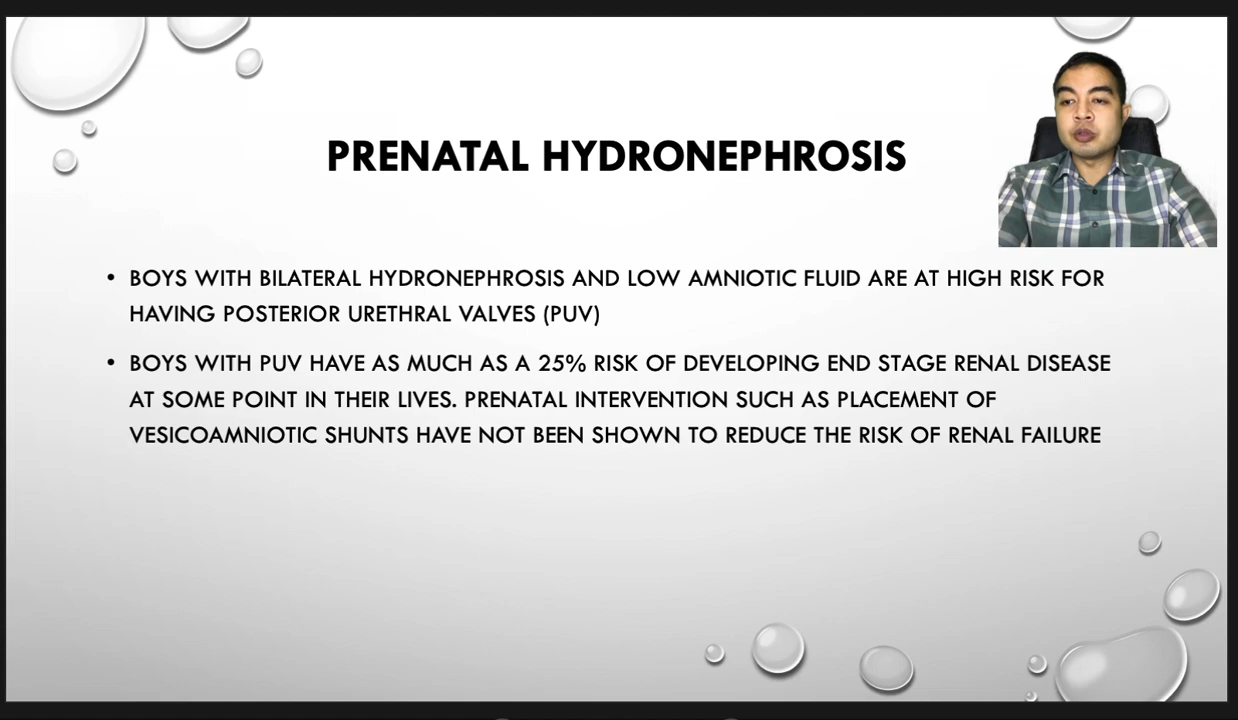 PRENATAL HYDRONEPHROSIS
• BOYS WITH BILATERAL HYDRONEPHROSIS AND LOW AMNIOTIC FLUID ARE AT HIGH RISK FOR
HAVING POSTERIOR URETHRAL VALVES (PUV)
• BOYS WITH PUV HAVE AS MUCH AS A 25% RISK OF DEVELOPING END STAGE RENAL DISEASE
AT SOME POINT IN THEIR LIVES. PRENATAL INTERVENTION SUCH AS PLACEMENT OF
VESICOAMNIOTIC SHUNTS HAVE NOT BEEN SHOWN TO REDUCE THE RISK OF RENAL FAILURE